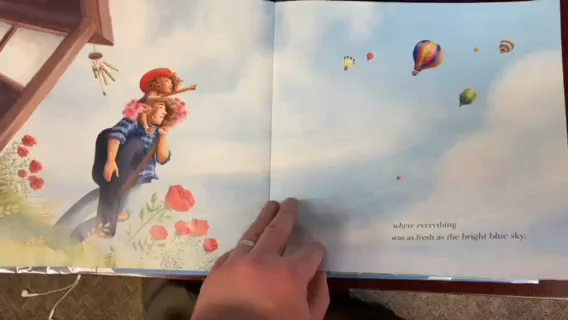 where everything
was as fresh as the bright blue sky.